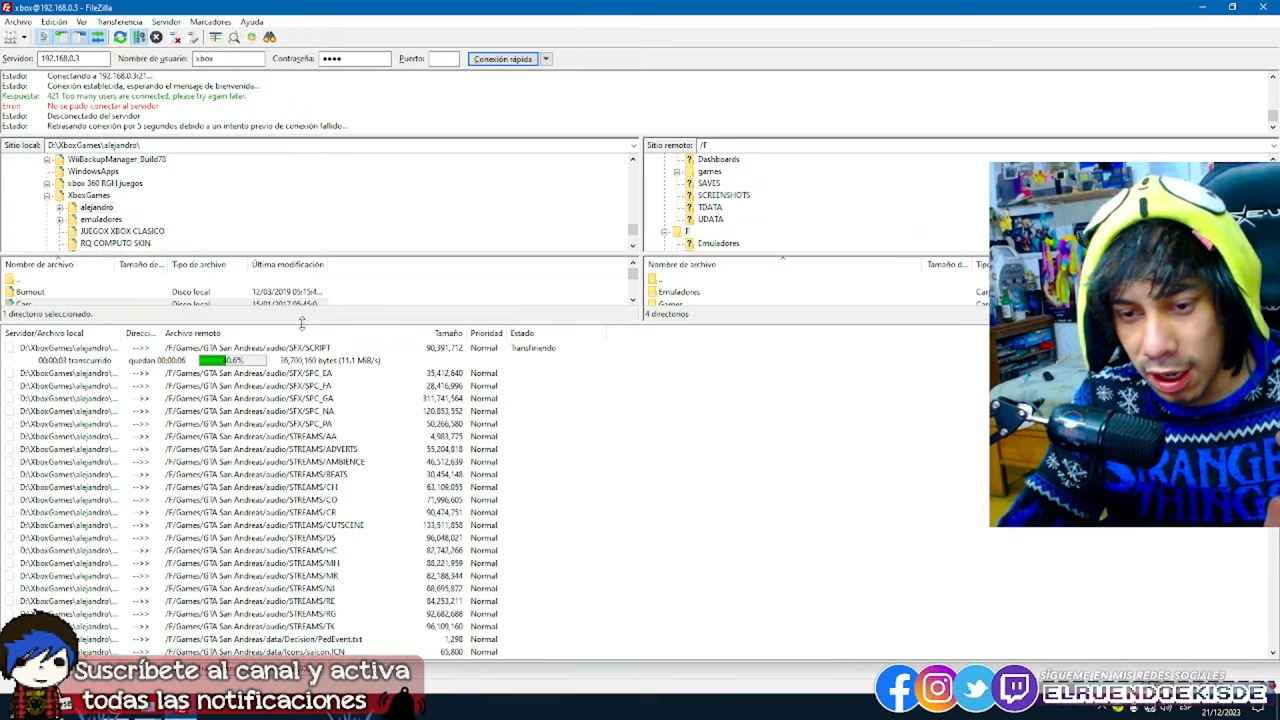 xbox@192.168.0.3 - FileZilla
Archivo Edición Ver Transferencia Servidor Marcadores Ayuda
Servidor: 192.168.0.3 Nombre de usuario: xbox Contraseña: ●●●● Puerto: Conexión rápida
Estado: Conectando a 192.168.0.3:21...
Estado: Conexión establecida, esperando el mensaje de bienvenida...
Respuesta: 421 Too many users are connected, please try again later.
Error: No se pudo conectar al servidor
Estado: Desconectado del servidor
Estado: Retrasando conexión por 5 segundos debido a un intento previo de conexión fallido...
Sitio local: D:\XboxGames\alejandro\
WiiBackupManager_Build78
WindowsApps
xbox 360 RGH juegos
XboxGames
alejandro
emuladores
JUEGOX XBOX CLASICO
RQ COMPUTO SKIN
Sitio remoto: /F
Dashboards
games
SAVES
SCREENSHOTS
TDATA
UDATA
F
Emuladores
Nombre de archivo Tamaño de... Tipo de archivo Última modificación
..
Burnout Disco local 12/03/2019 05:15:4...
Cars Disco local 15/01/2017 05:45:0...
1 directorio seleccionado.
Nombre de archivo Tamaño d... Tip
..
Emuladores Car
Games Car
4 directorios
Servidor/Archivo local Direcci... Archivo remoto Tamaño Prioridad Estado
D:\XboxGames\alejandro\... -->> /F/Games/GTA San Andreas/audio/SFX/SCRIPT 90,391,712 Normal Transfiriendo
00:00:03 transcurrido quedan 00:00:06 40.6% 36,700,160 bytes (11.1 MiB/s)
D:\XboxGames\alejandro\... -->> /F/Games/GTA San Andreas/audio/SFX/SPC_EA 35,412,640 Normal
D:\XboxGames\alejandro\... -->> /F/Games/GTA San Andreas/audio/SFX/SPC_FA 28,416,996 Normal
D:\XboxGames\alejandro\... -->> /F/Games/GTA San Andreas/audio/SFX/SPC_GA 311,741,564 Normal
D:\XboxGames\alejandro\... -->> /F/Games/GTA San Andreas/audio/SFX/SPC_NA 120,853,552 Normal
D:\XboxGames\alejandro\... -->> /F/Games/GTA San Andreas/audio/SFX/SPC_PA 50,266,580 Normal
D:\XboxGames\alejandro\... -->> /F/Games/GTA San Andreas/audio/STREAMS/AA 4,983,775 Normal
D:\XboxGames\alejandro\... -->> /F/Games/GTA San Andreas/audio/STREAMS/ADVERTS 55,204,818 Normal
D:\XboxGames\alejandro\... -->> /F/Games/GTA San Andreas/audio/STREAMS/AMBIENCE 46,512,639 Normal
D:\XboxGames\alejandro\... -->> /F/Games/GTA San Andreas/audio/STREAMS/BEATS 30,454,148 Normal
D:\XboxGames\alejandro\... -->> /F/Games/GTA San Andreas/audio/STREAMS/CH 63,109,055 Normal
D:\XboxGames\alejandro\... -->> /F/Games/GTA San Andreas/audio/STREAMS/CO 71,996,605 Normal
D:\XboxGames\alejandro\... -->> /F/Games/GTA San Andreas/audio/STREAMS/CR 90,474,751 Normal
D:\XboxGames\alejandro\... -->> /F/Games/GTA San Andreas/audio/STREAMS/CUTSCENE 133,511,858 Normal
D:\XboxGames\alejandro\... -->> /F/Games/GTA San Andreas/audio/STREAMS/DS 96,048,021 Normal
D:\XboxGames\alejandro\... -->> /F/Games/GTA San Andreas/audio/STREAMS/HC 82,742,266 Normal
D:\XboxGames\alejandro\... -->> /F/Games/GTA San Andreas/audio/STREAMS/MH 88,221,959 Normal
D:\XboxGames\alejandro\... -->> /F/Games/GTA San Andreas/audio/STREAMS/MR 82,188,344 Normal
D:\XboxGames\alejandro\... -->> /F/Games/GTA San Andreas/audio/STREAMS/NJ 68,695,872 Normal
D:\XboxGames\alejandro\... -->> /F/Games/GTA San Andreas/audio/STREAMS/RE 84,253,211 Normal
D:\XboxGames\alejandro\... -->> /F/Games/GTA San Andreas/audio/STREAMS/RG 92,682,688 Normal
\XboxGames\alejandro\... -->> /F/Games/GTA San Andreas/audio/STREAMS/TK 96,109,160 Normal
XboxGames\alejandro\... -->> /F/Games/GTA San Andreas/data/Decision/PedEvent.txt 1,298 Normal
XboxGames\alejandro\... -->> /F/Games/GTA San Andreas/data/Icons/saicon.ICN 65,800 Normal
Suscríbete al canal y activa
todas las notificaciones
SÍGUEME EN MIS REDES SOCIALES
ELRUENDOEKISDE
21/12/2023